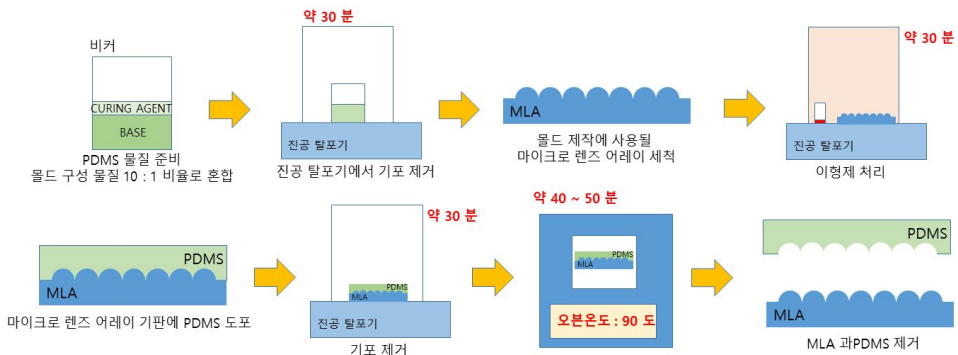 비커
CURING AGENT
BASE
PDMS 물질 준비
몰드 구성 물질 10 : 1 비율로 혼합
약 30 분
진공 탈포기
진공 탈포기에서 기포 제거
MLA
몰드 제작에 사용될
마이크로 렌즈 어레이 세척
약 30 분
진공 탈포기
이형제 처리
PDMS
MLA
마이크로 렌즈 어레이 기판에 PDMS 도포
약 30 분
PDMS
MLA
진공 탈포기
기포 제거
약 40 ~ 50 분
PDMS
MLA
오븐온도 : 90 도
PDMS
MLA
MLA 과PDMS 제거